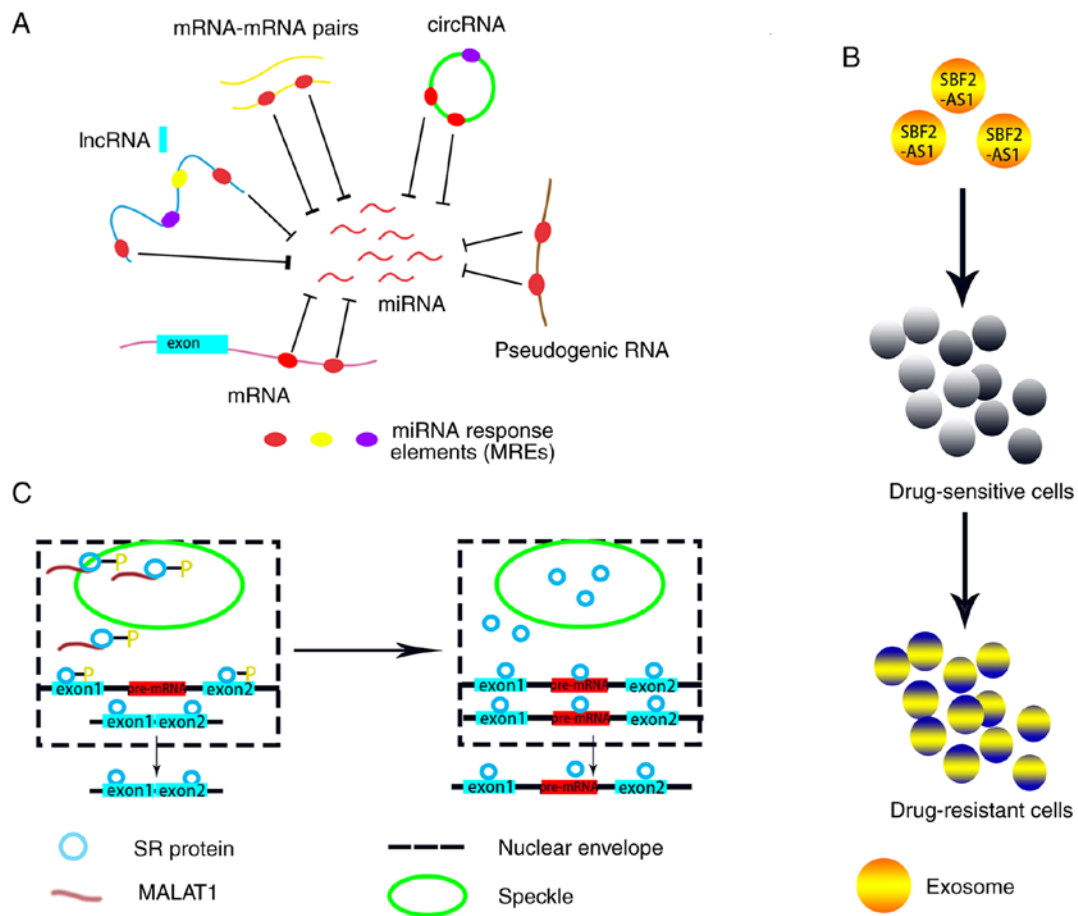 A
mRNA-mRNA pairs
circRNA
lncRNA
miRNA
exon
mRNA
Pseudogenic RNA
miRNA response
elements (MREs)
B
SBF2
-AS1
SBF2
-AS1
SBF2
-AS1
Drug-sensitive cells
Drug-resistant cells
Exosome
C
P
P
P
P
P
exon1 pre-mRNA exon2
exon1 exon2
exon1 exon2
exon1 pre-mRNA exon2
exon1 pre-mRNA exon2
exon1 pre-mRNA exon2
SR protein
MALAT1
Nuclear envelope
Speckle